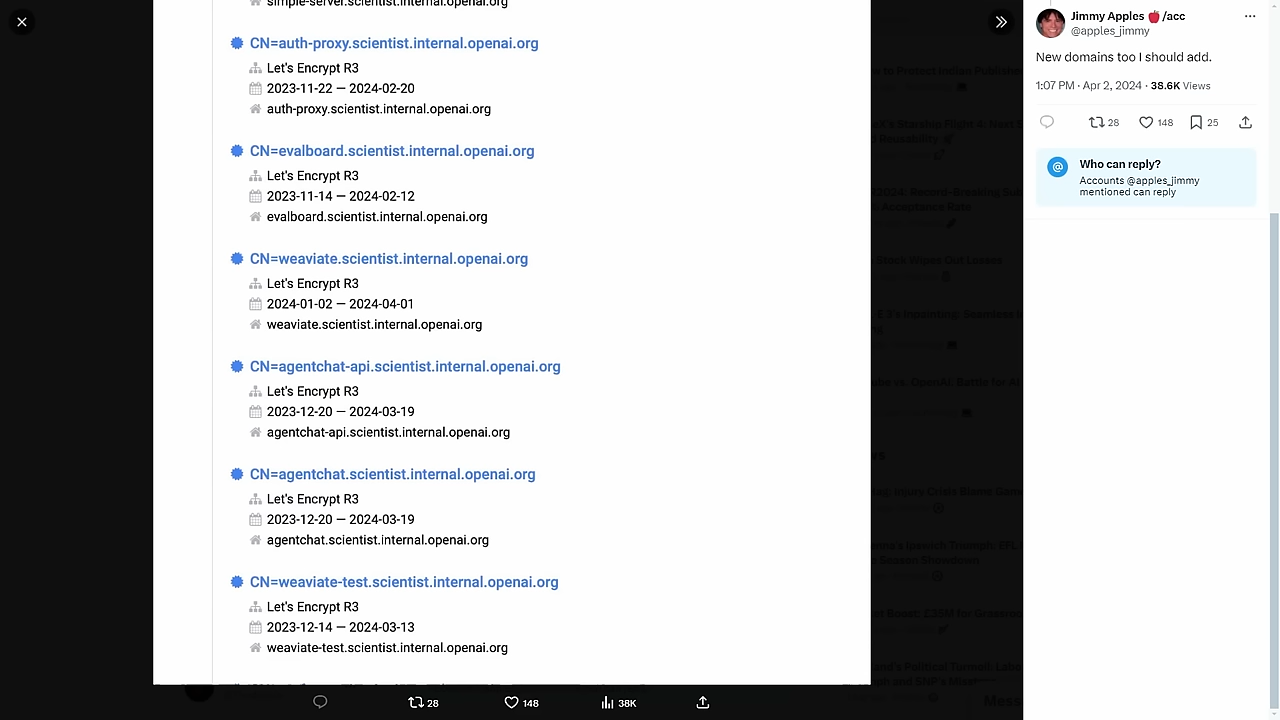 simple-server.scientist.internal.openai.org
CN=auth-proxy.scientist.internal.openai.org
Let's Encrypt R3
2023-11-22 — 2024-02-20
auth-proxy.scientist.internal.openai.org
CN=evalboard.scientist.internal.openai.org
Let's Encrypt R3
2023-11-14 — 2024-02-12
evalboard.scientist.internal.openai.org
CN=weaviate.scientist.internal.openai.org
Let's Encrypt R3
2024-01-02 — 2024-04-01
weaviate.scientist.internal.openai.org
CN=agentchat-api.scientist.internal.openai.org
Let's Encrypt R3
2023-12-20 — 2024-03-19
agentchat-api.scientist.internal.openai.org
CN=agentchat.scientist.internal.openai.org
Let's Encrypt R3
2023-12-20 — 2024-03-19
agentchat.scientist.internal.openai.org
CN=weaviate-test.scientist.internal.openai.org
Let's Encrypt R3
2023-12-14 — 2024-03-13
weaviate-test.scientist.internal.openai.org
28
148
38K
Jimmy Apples 🍎/acc
@apples_jimmy
New domains too I should add.
1:07 PM · Apr 2, 2024 · 38.6K Views
28
148
25
Who can reply?
Accounts @apples_jimmy
mentioned can reply